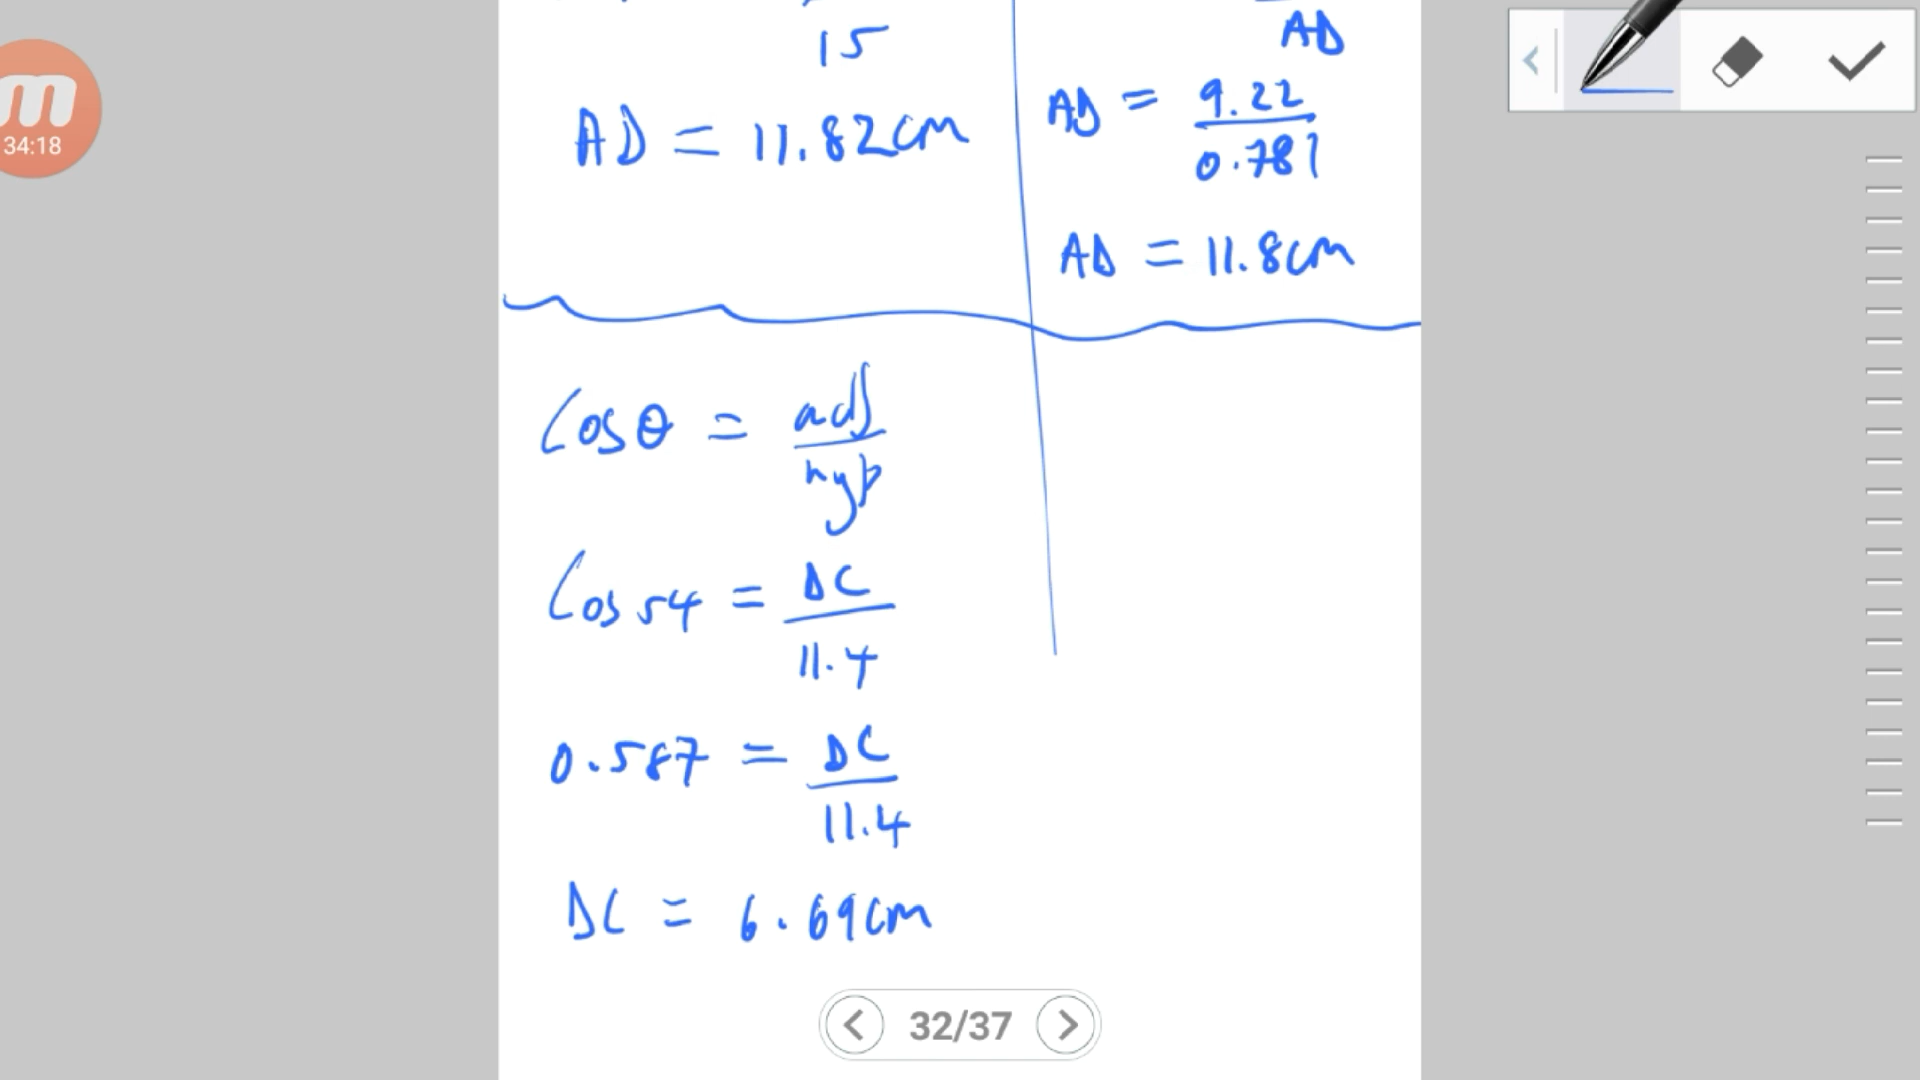 m
34:18
15
AD = 11.82cm
AD
AD = 9.22
0.781
AD = 11.8cm
Cosθ = adj
hyp
Cos 54 = DC
11.4
0.587 = DC
11.4
DC = 6.69cm
32/37